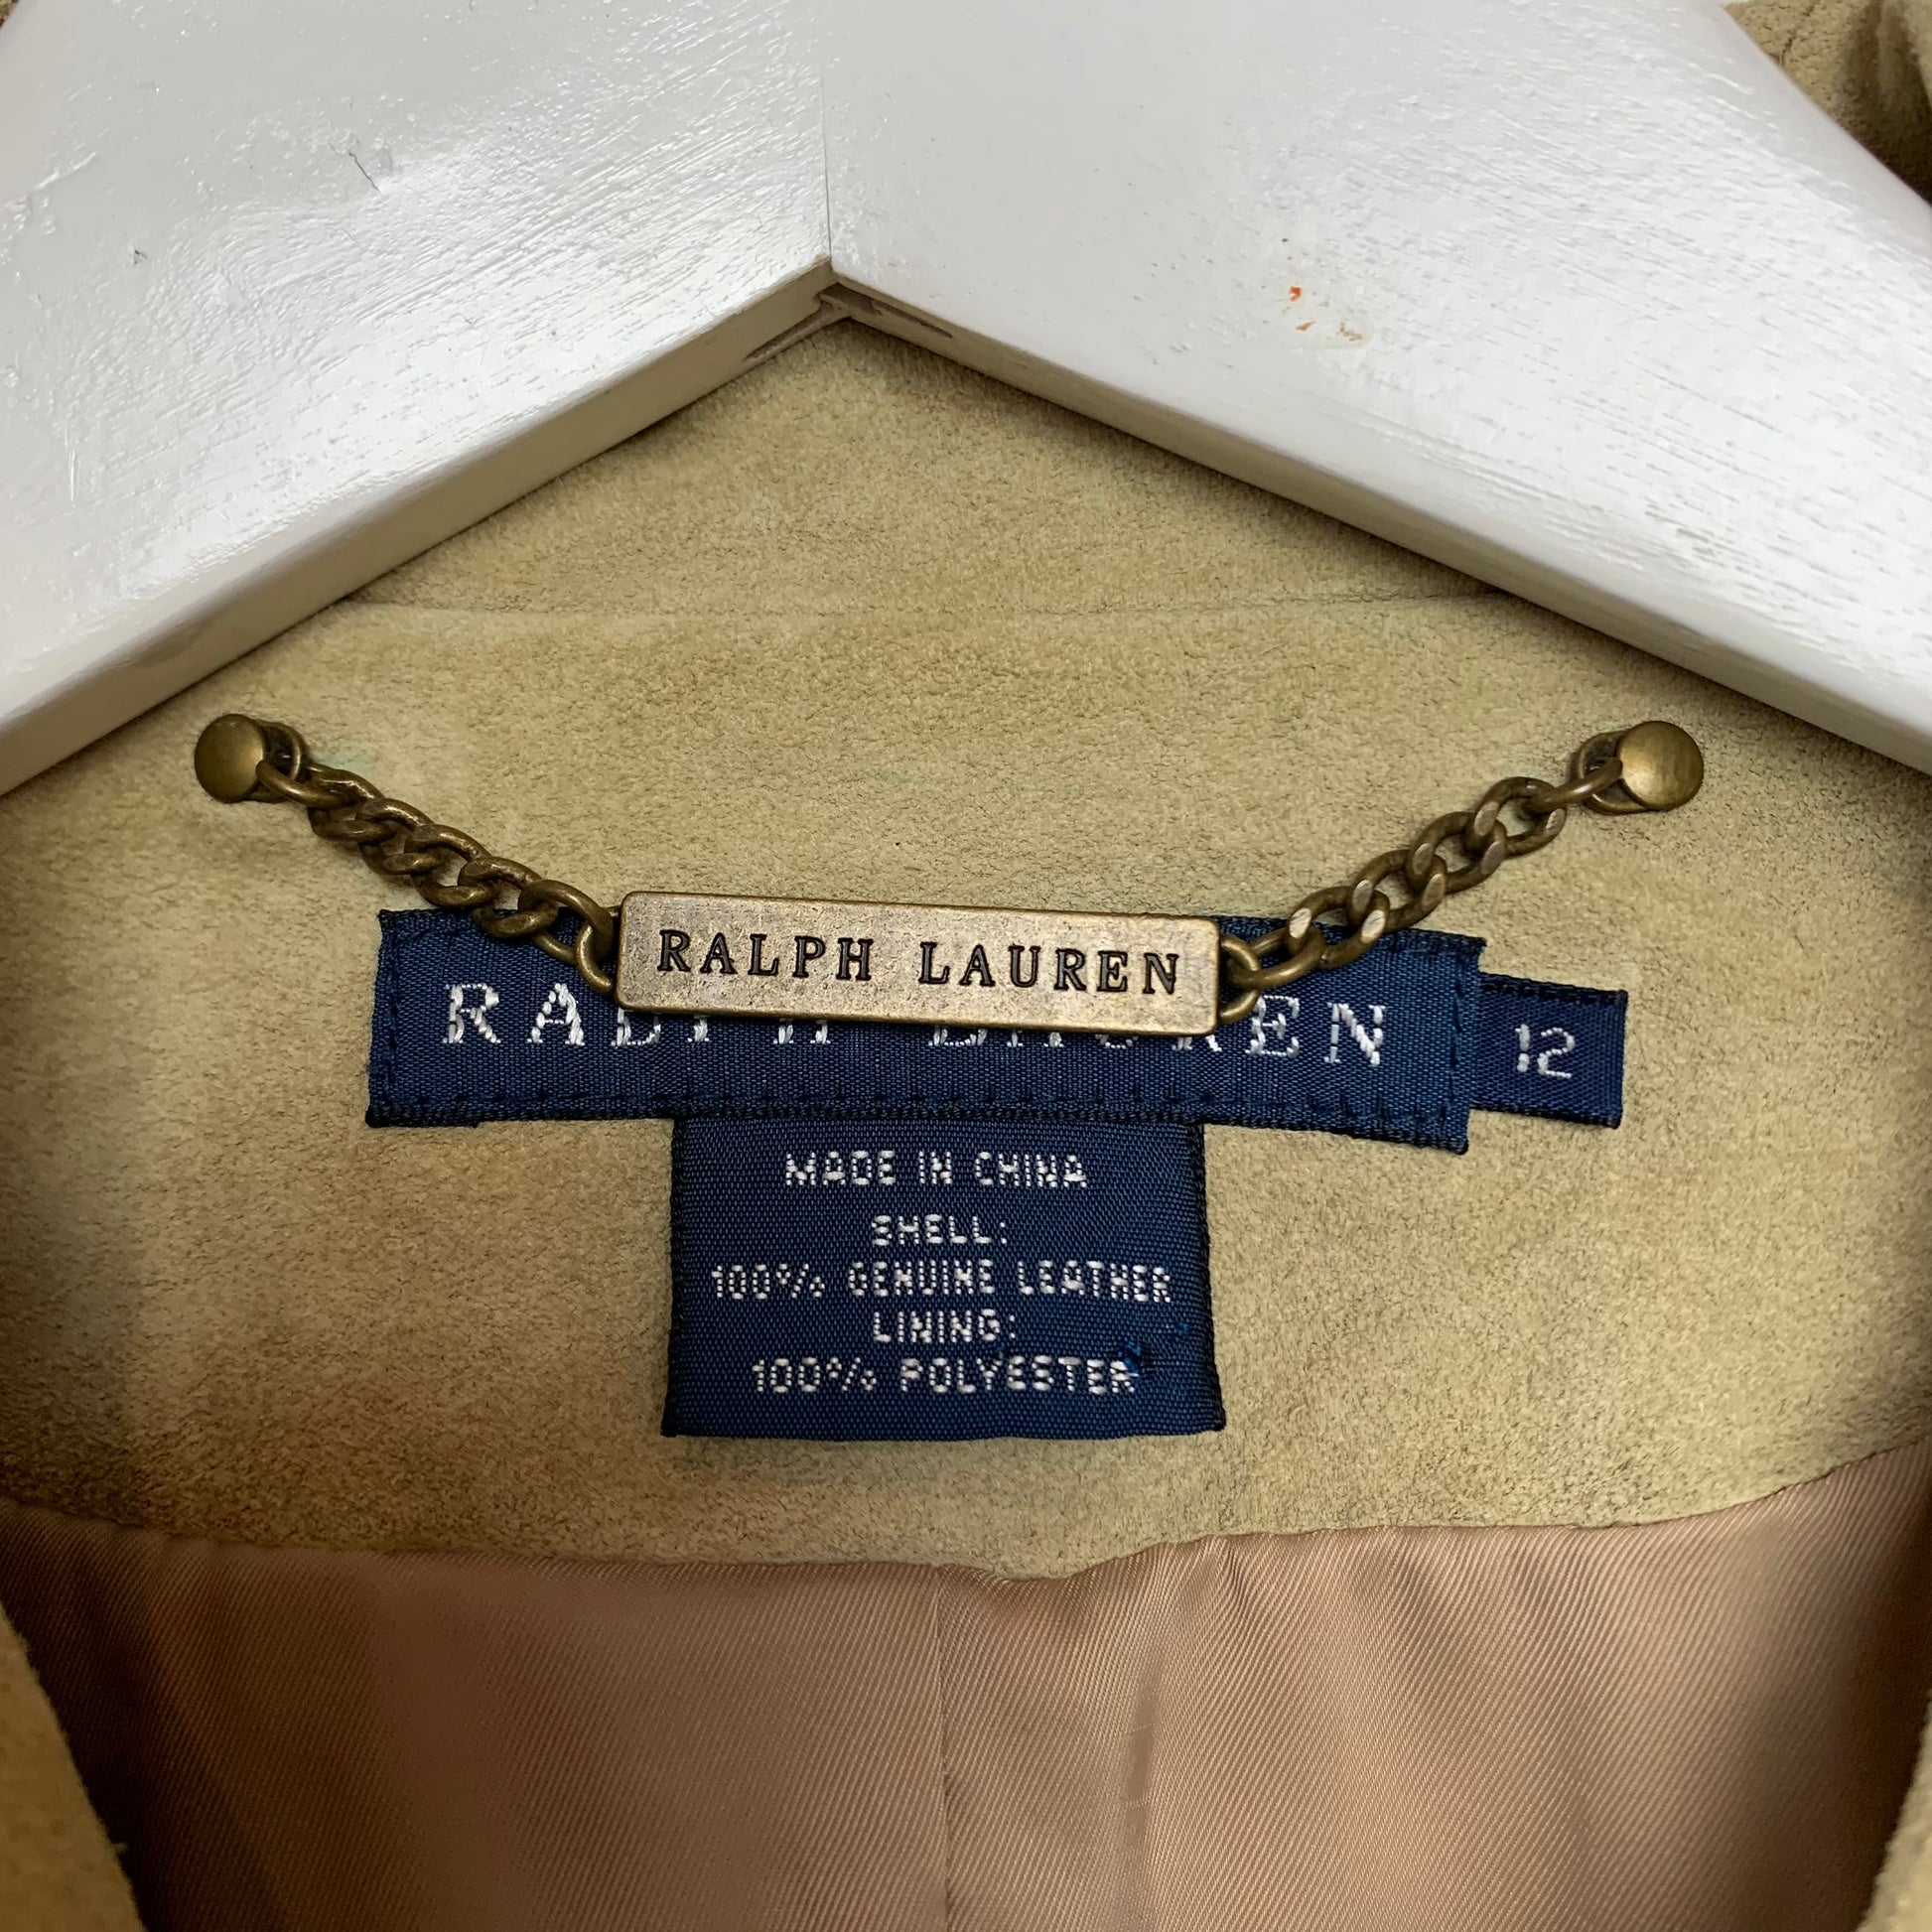 RALPH LAUREN
RALPH LAUREN
12
MADE IN CHINA
SHELL:
100% GENUINE LEATHER
LINING:
100% POLYESTER